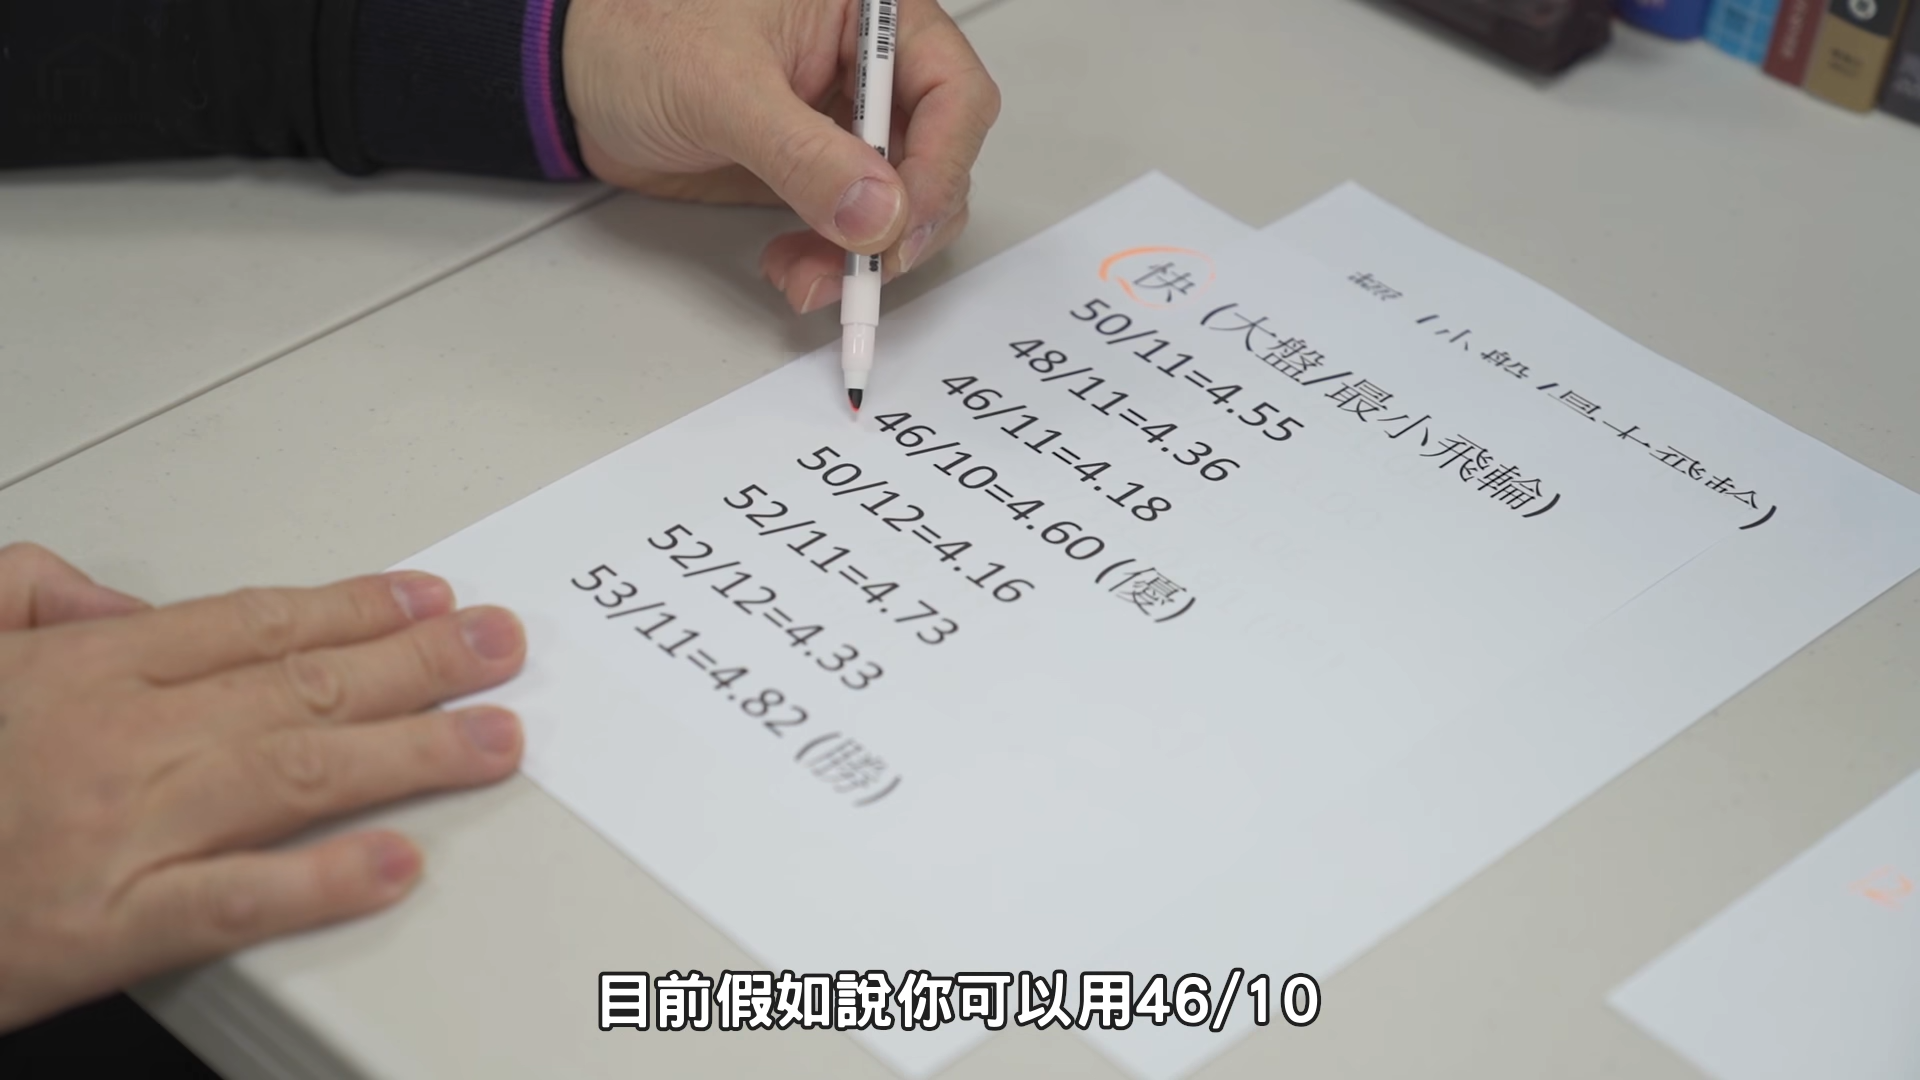 快 (大盤/最小飛輪)
50/11=4.55
48/11=4.36
46/11=4.18
46/10=4.60 (優)
50/12=4.16
52/11=4.73
52/12=4.33
53/11=4.82 (勝)
目前假如說你可以用46/10